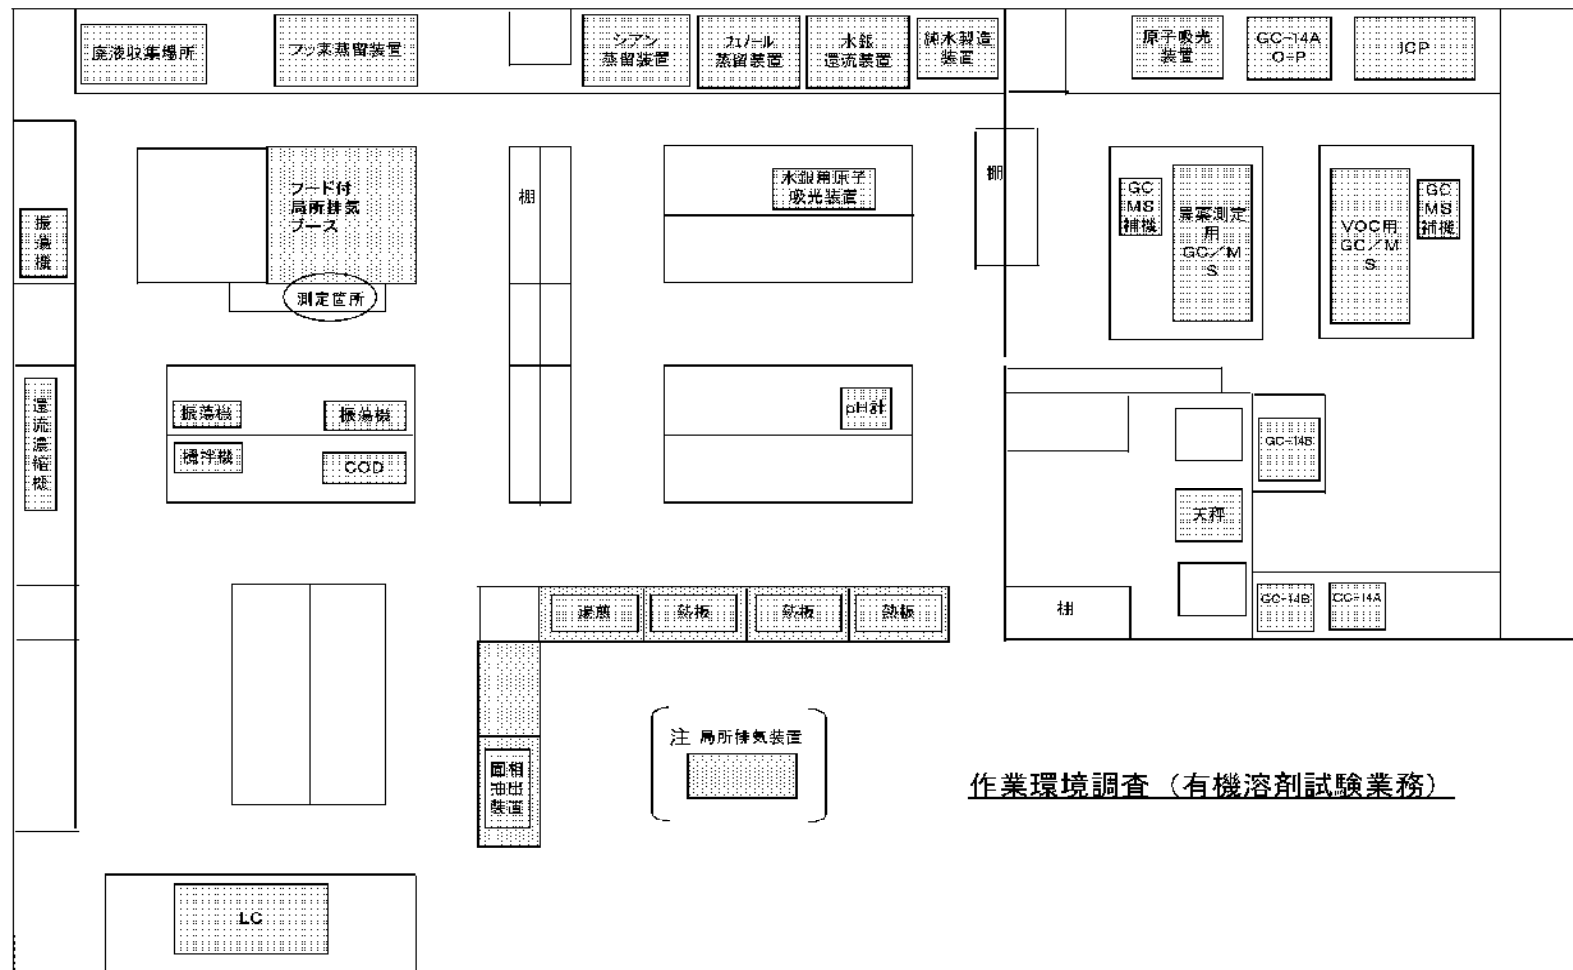 廃液収集場所
フッ素蒸留装置
シアン
蒸留装置
フェノール
蒸留装置
水銀
還流装置
純水製造
装置
原子吸光
装置
GC-14A
O-P
ICP
振
蕩
機
フード付
局所排気
ブース
測定箇所
棚
水銀用原子
吸光装置
棚
GC
MS
補機
農薬測定
用
GC/M
S
VOC用
GC/M
S
GC
MS
補機
還
流
濃
縮
機
振蕩機
振蕩機
攪拌機
COD
pH計
GC-14B
天秤
湯煎
熱板
熱板
熱板
棚
GC-14B
GC-14A
固相
抽出
装置
注 局所排気装置
作業環境調査(有機溶剤試験業務)
LC